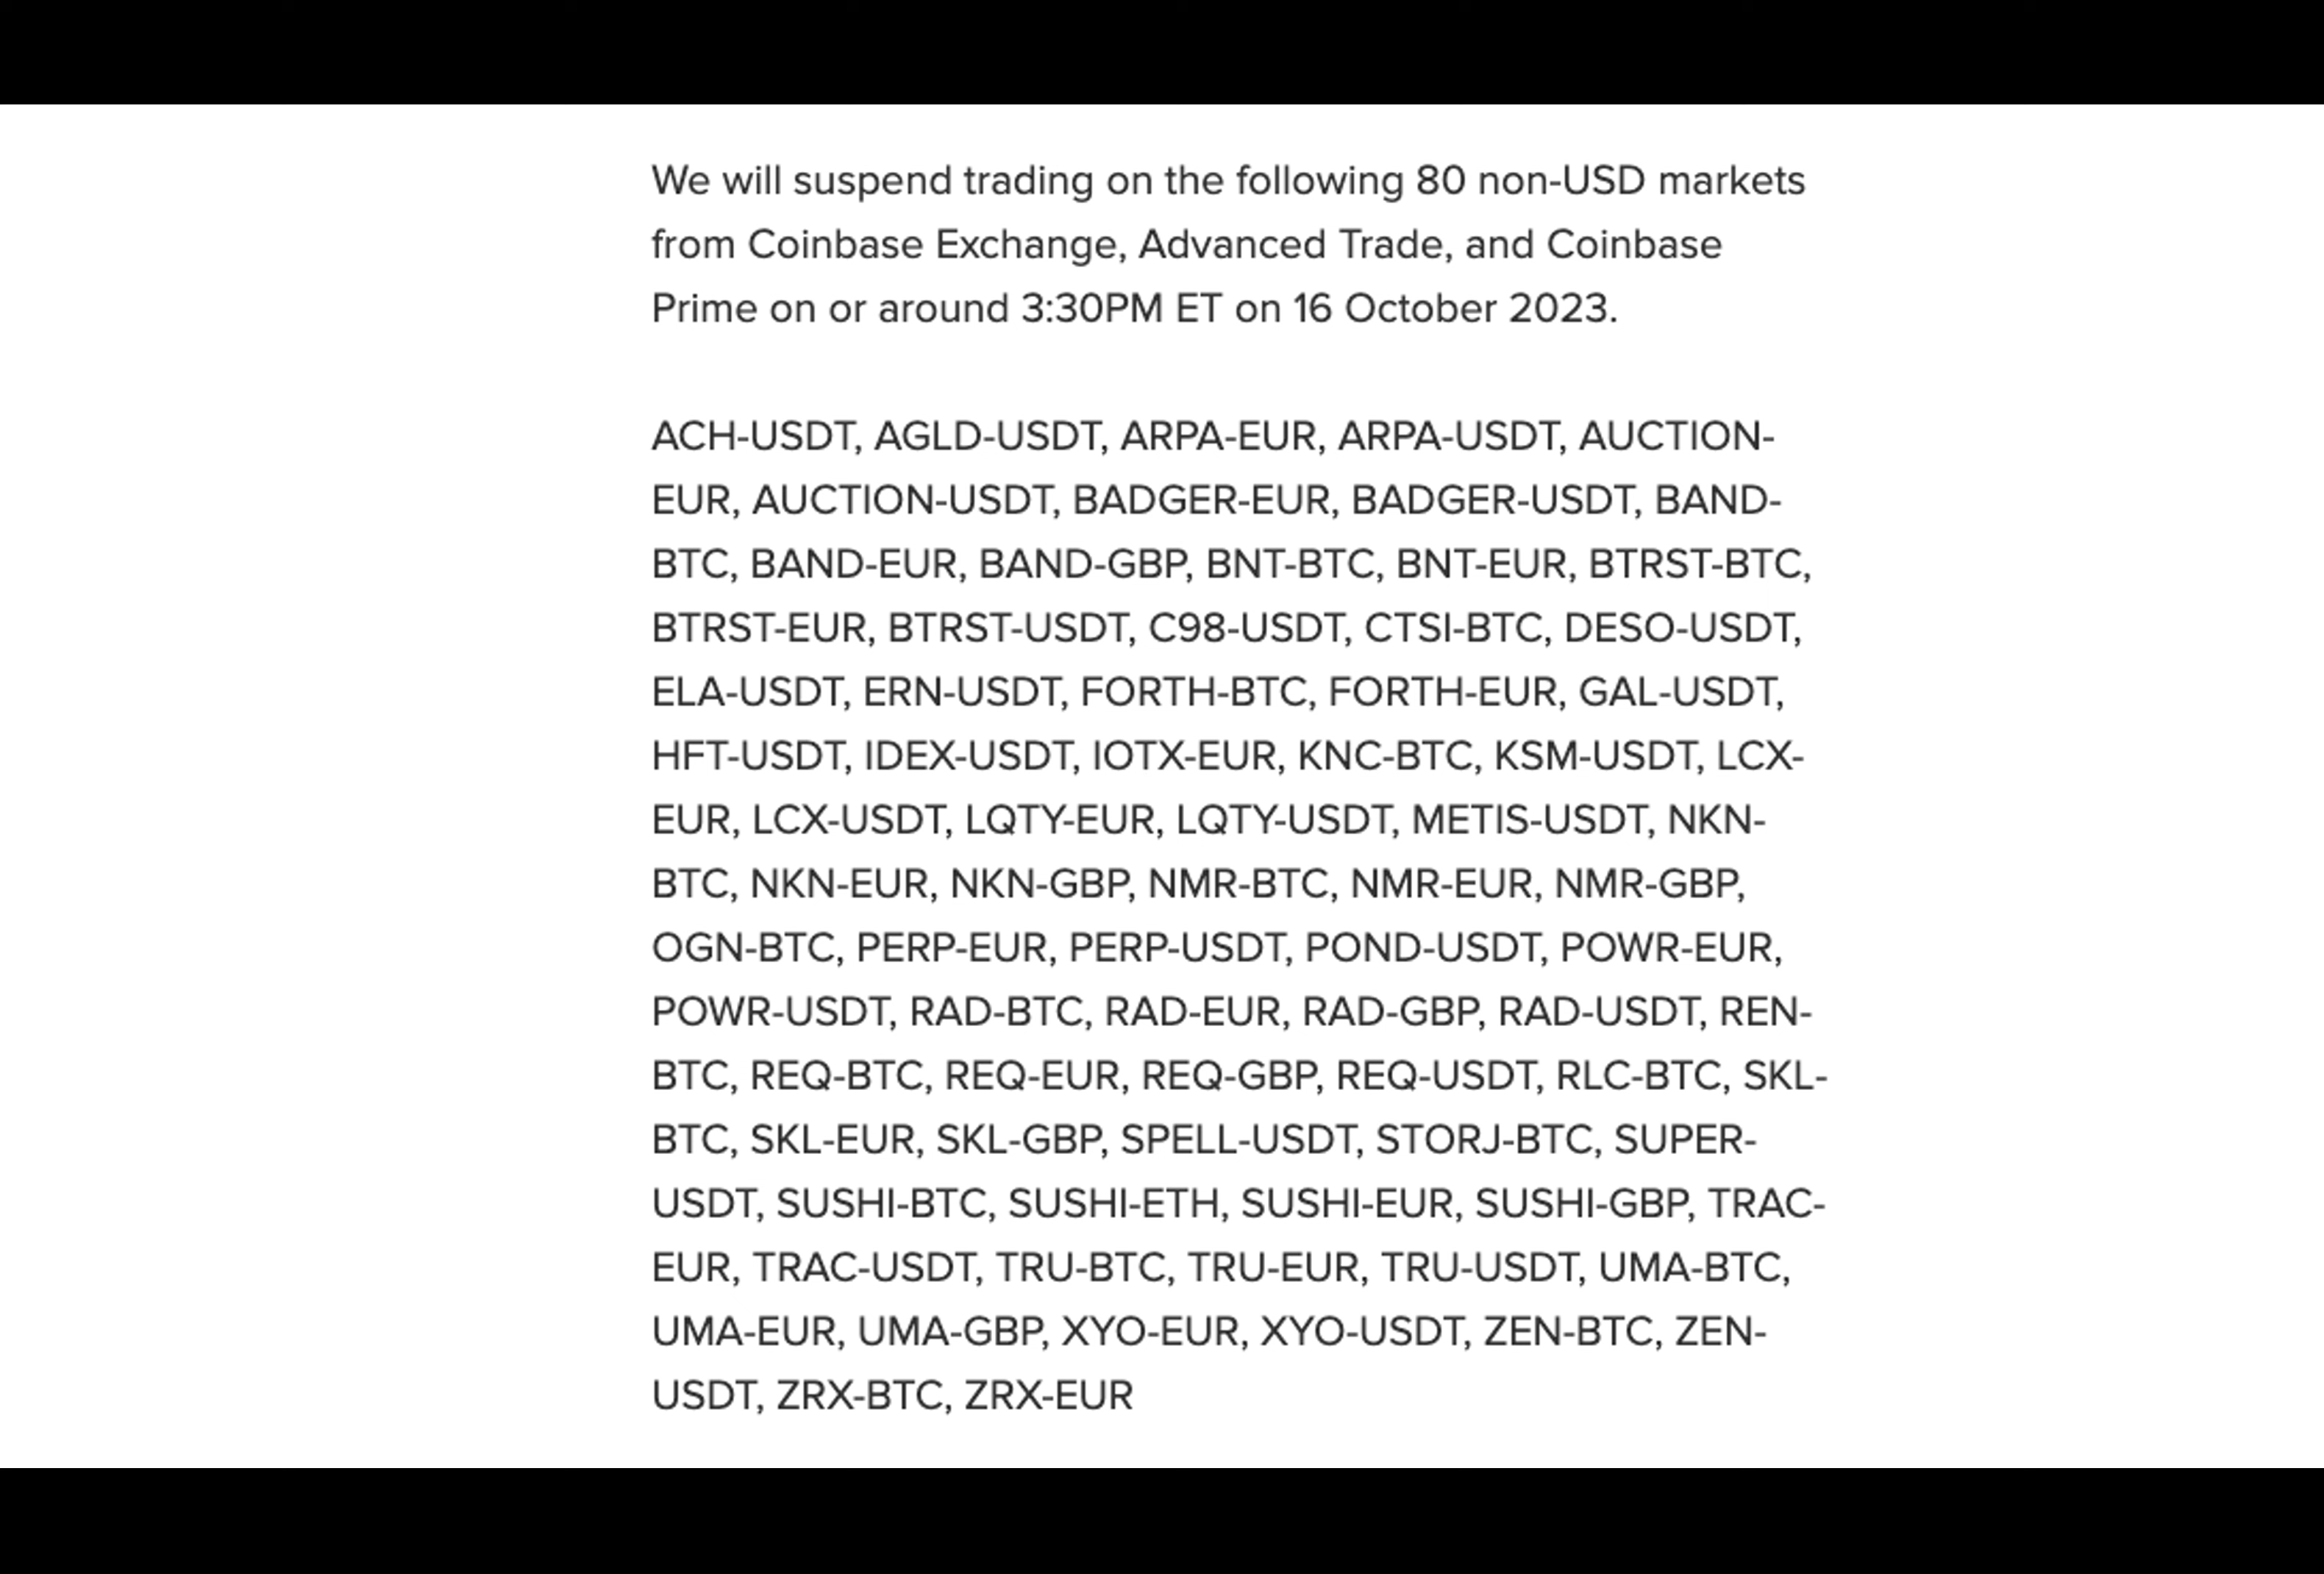 We will suspend trading on the following 80 non-USD markets
from Coinbase Exchange, Advanced Trade, and Coinbase
Prime on or around 3:30PM ET on 16 October 2023.
ACH-USDT, AGLD-USDT, ARPA-EUR, ARPA-USDT, AUCTION-
EUR, AUCTION-USDT, BADGER-EUR, BADGER-USDT, BAND-
BTC, BAND-EUR, BAND-GBP, BNT-BTC, BNT-EUR, BTRST-BTC,
BTRST-EUR, BTRST-USDT, C98-USDT, CTSI-BTC, DESO-USDT,
ELA-USDT, ERN-USDT, FORTH-BTC, FORTH-EUR, GAL-USDT,
HFT-USDT, IDEX-USDT, IOTX-EUR, KNC-BTC, KSM-USDT, LCX-
EUR, LCX-USDT, LQTY-EUR, LQTY-USDT, METIS-USDT, NKN-
BTC, NKN-EUR, NKN-GBP, NMR-BTC, NMR-EUR, NMR-GBP,
OGN-BTC, PERP-EUR, PERP-USDT, POND-USDT, POWR-EUR,
POWR-USDT, RAD-BTC, RAD-EUR, RAD-GBP, RAD-USDT, REN-
BTC, REQ-BTC, REQ-EUR, REQ-GBP, REQ-USDT, RLC-BTC, SKL-
BTC, SKL-EUR, SKL-GBP, SPELL-USDT, STORJ-BTC, SUPER-
USDT, SUSHI-BTC, SUSHI-ETH, SUSHI-EUR, SUSHI-GBP, TRAC-
EUR, TRAC-USDT, TRU-BTC, TRU-EUR, TRU-USDT, UMA-BTC,
UMA-EUR, UMA-GBP, XYO-EUR, XYO-USDT, ZEN-BTC, ZEN-
USDT, ZRX-BTC, ZRX-EUR